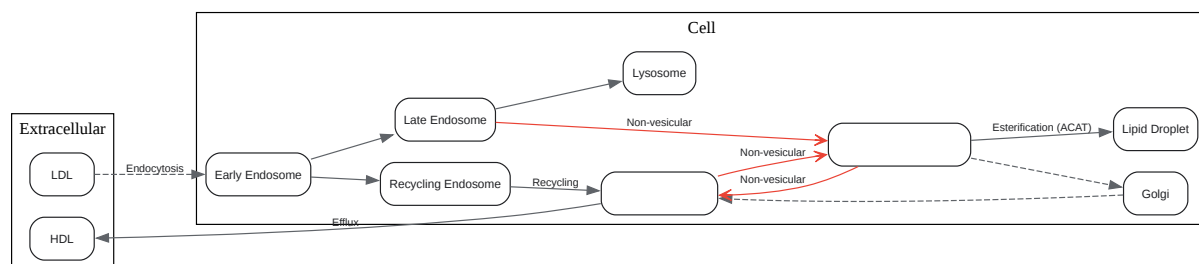 Cell
Lysosome
Extracellular
Late Endosome
Non-vesicular
Esterification (ACAT)
Lipid Droplet
LDL
Endocytosis
Early Endosome
Non-vesicular
Recycling Endosome
Recycling
Non-vesicular
Golgi
Efflux
HDL